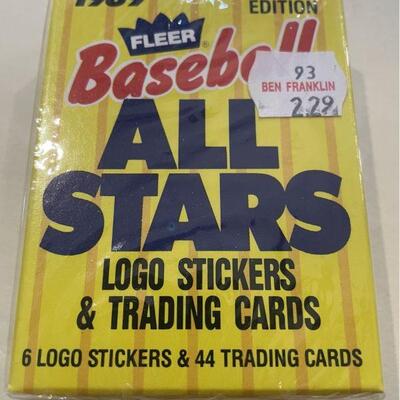 1989
EDITION
FLEER
Baseball
93
BEN FRANKLIN
2.29
ALL
STARS
LOGO STICKERS
& TRADING CARDS
6 LOGO STICKERS & 44 TRADING CARDS